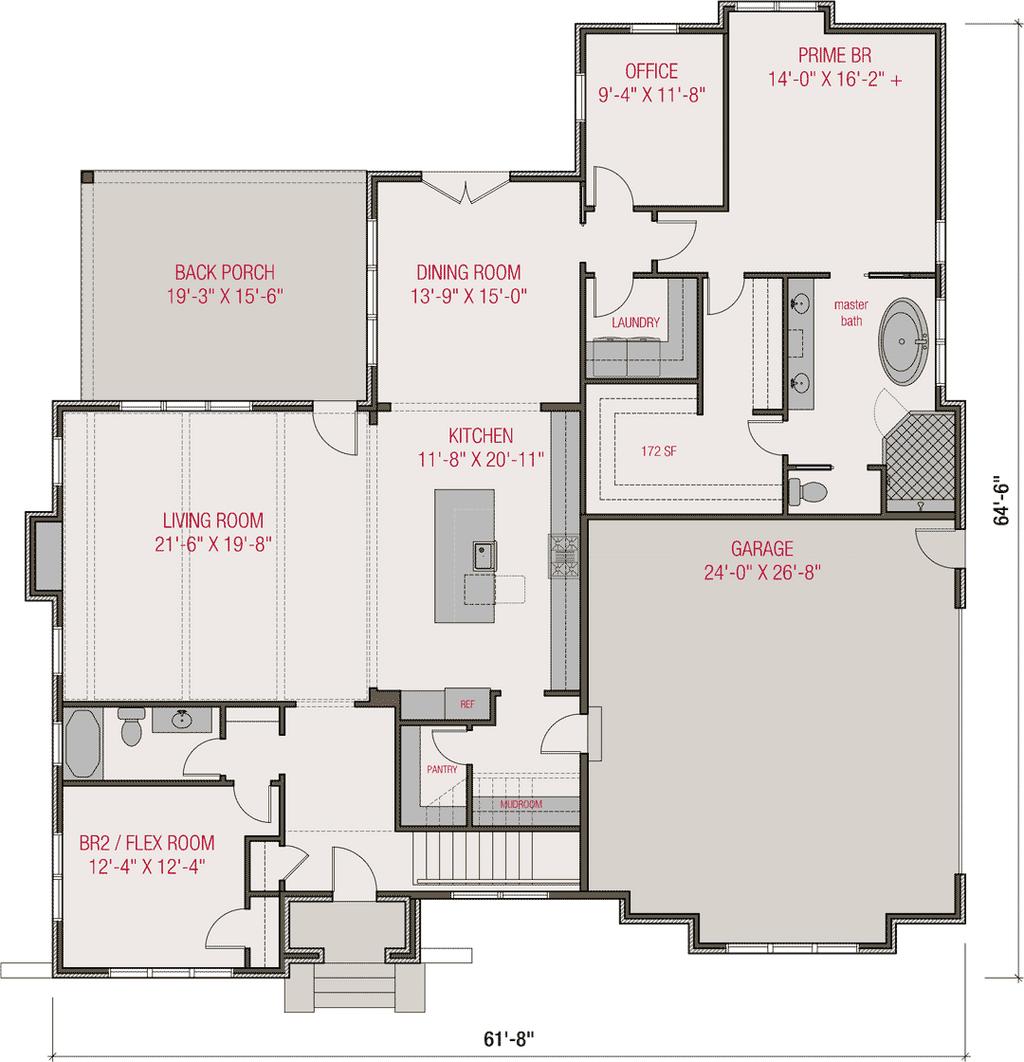 PRIME BR
14'-0" X 16'-2" +
OFFICE
9'-4" X 11'-8"
BACK PORCH
19'-3" X 15'-6"
DINING ROOM
13'-9" X 15'-0"
LAUNDRY
master
bath
KITCHEN
11'-8" X 20'-11"
172 SF
LIVING ROOM
21'-6" X 19'-8"
GARAGE
24'-0" X 26'-8"
64'-6"
REF
PANTRY
MUDROOM
BR2 / FLEX ROOM
12'-4" X 12'-4"
61'-8"